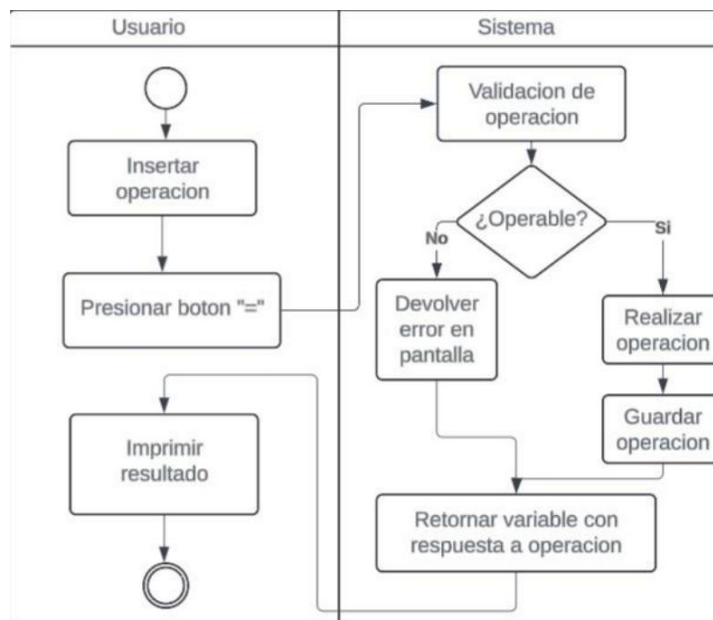 Usuario
Sistema
Insertar
operacion
Presionar boton "="
Validacion de
operacion
¿Operable?
No
Si
Devolver
error en
pantalla
Realizar
operacion
Guardar
operacion
Retornar variable con
respuesta a operacion
Imprimir
resultado